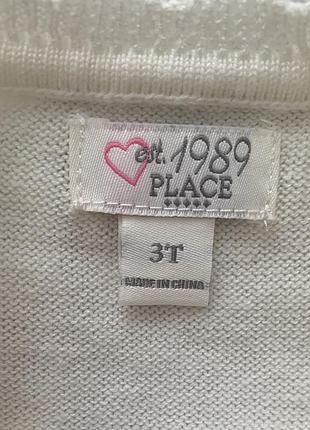 est. 1989
PLACE
3T
MADE IN CHINA